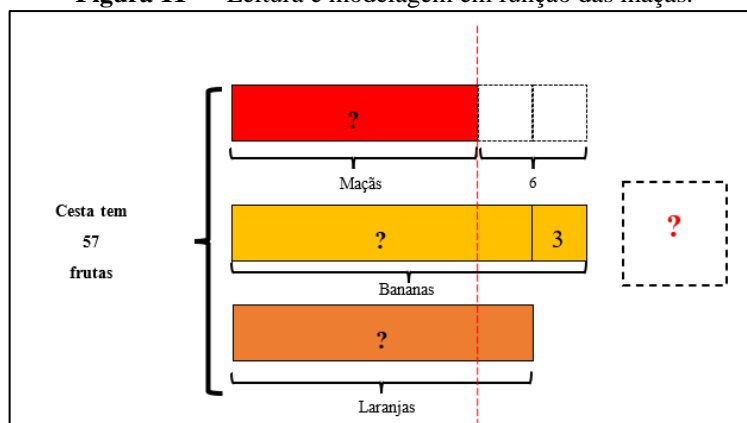 Figura 11 — Leitura e modelagem em função das maçãs.
?
Maçãs
6
Cesta tem
57
frutas
?
3
?
Bananas
?
Laranjas